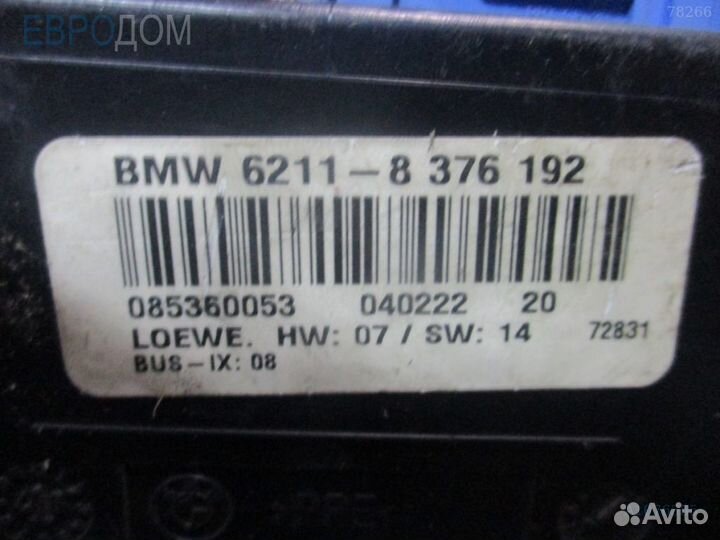 ЕВРОДОМ
78266
BMW 6211-8 376 192
085360053 040222 20
LOEWE. HW: 07 / SW: 14 72831
BUS-IX: 08
Avito